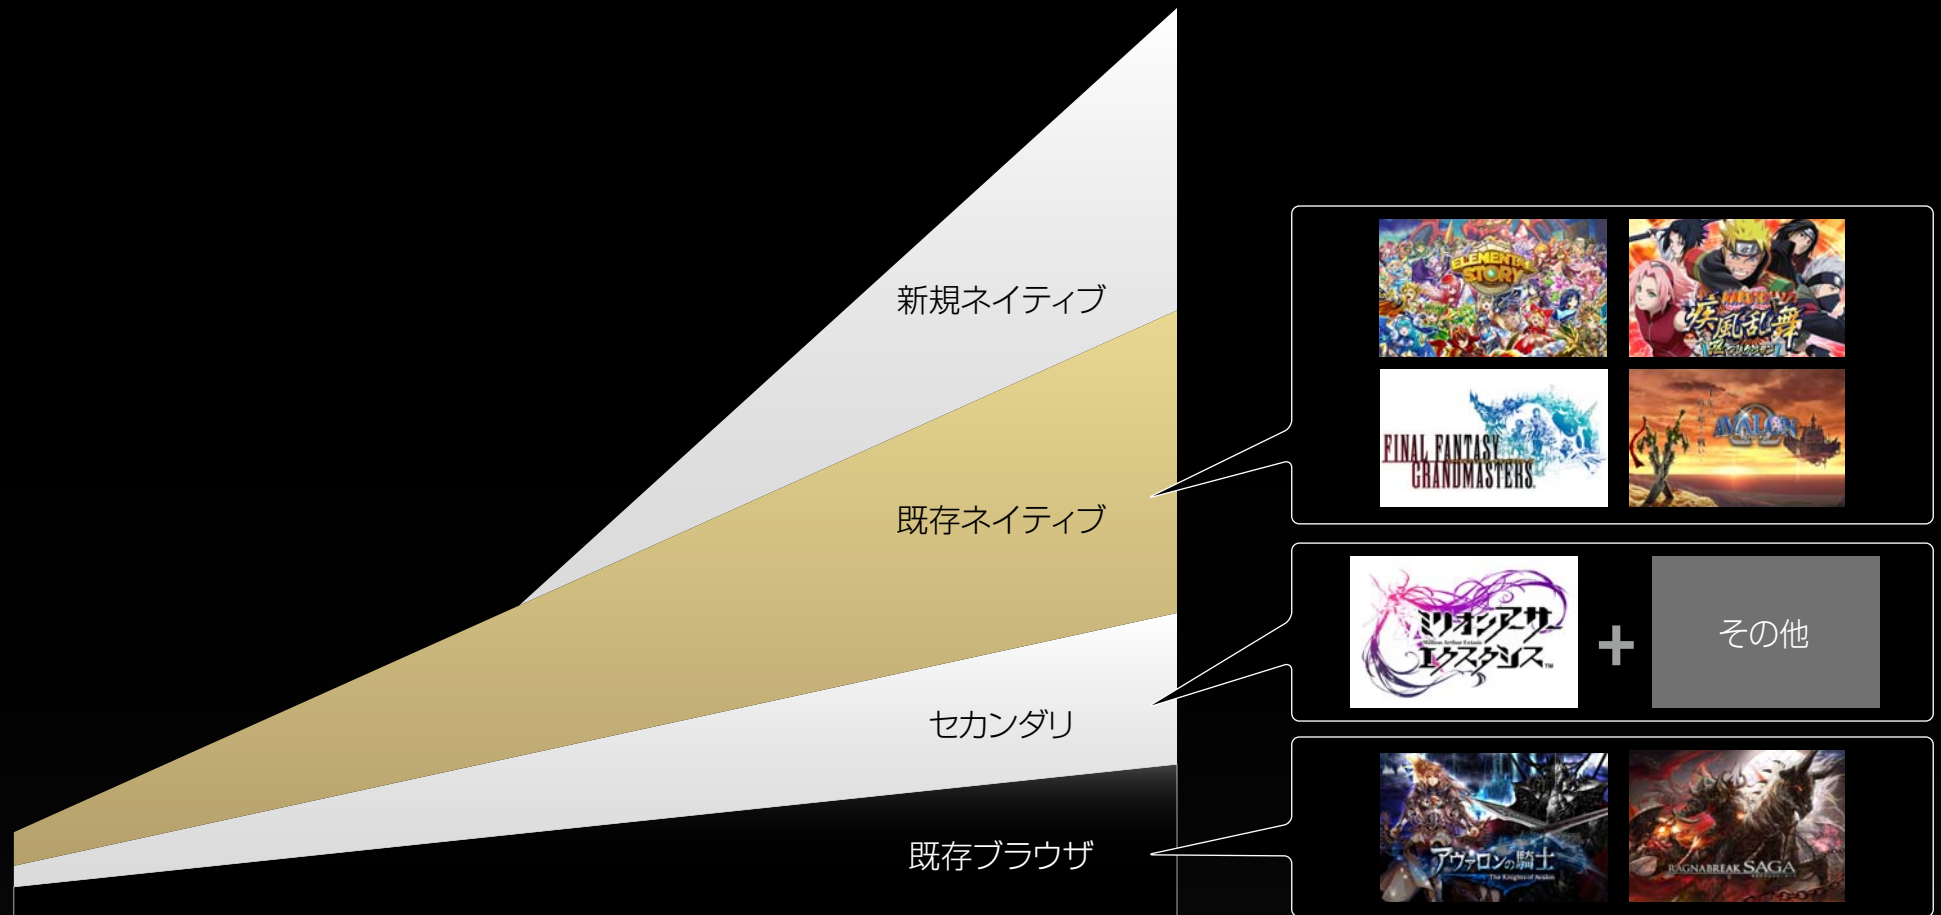 新規ネイティブ
既存ネイティブ
セカンダリ
既存ブラウザ
ELEMENTAL
STORY
疾風乱舞
FINAL FANTASY
GRANDMASTERS
AVALON
Ω
ミリオンアーサー
Million Arthur Extasis
エクスタシス™
+
その他
アヴァロンの騎士
The Knights of Avalon
RAGNABREAK SAGA